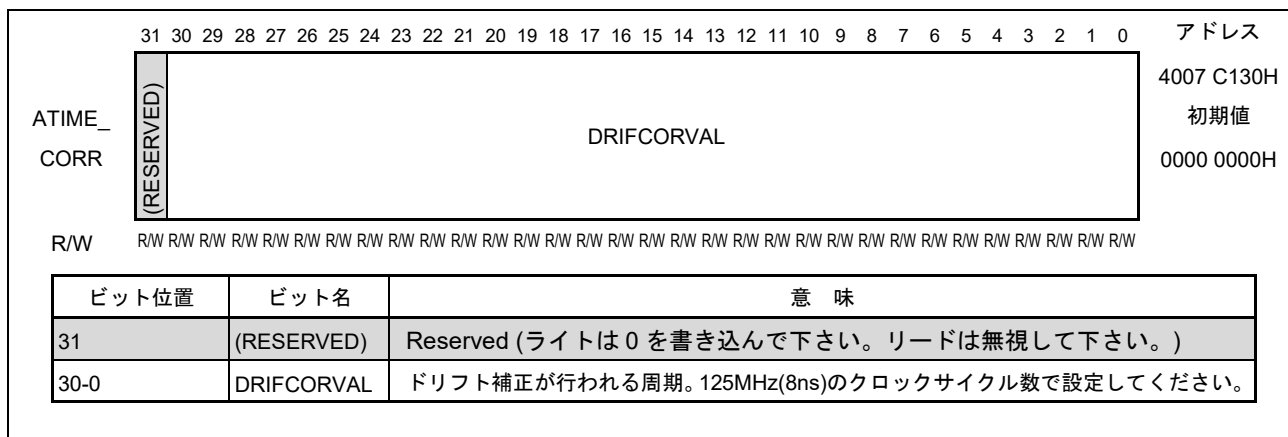 31 30 29 28 27 26 25 24 23 22 21 20 19 18 17 16 15 14 13 12 11 10 9 8 7 6 5 4 3 2 1 0 アドレス
4007 C130H
初期値
0000 0000H
ATIME_
CORR
(RESERVED)
DRIFCORVAL
R/W R/W R/W R/W R/W R/W R/W R/W R/W R/W R/W R/W R/W R/W R/W R/W R/W R/W R/W R/W R/W R/W R/W R/W R/W R/W R/W R/W R/W R/W R/W R/W R/W
ビット位置 ビット名 意 味
31 (RESERVED) Reserved (ライトは 0 を書き込んで下さい。リードは無視して下さい。)
30-0 DRIFCORVAL ドリフト補正が行われる周期。125MHz(8ns)のクロックサイクル数で設定してください。